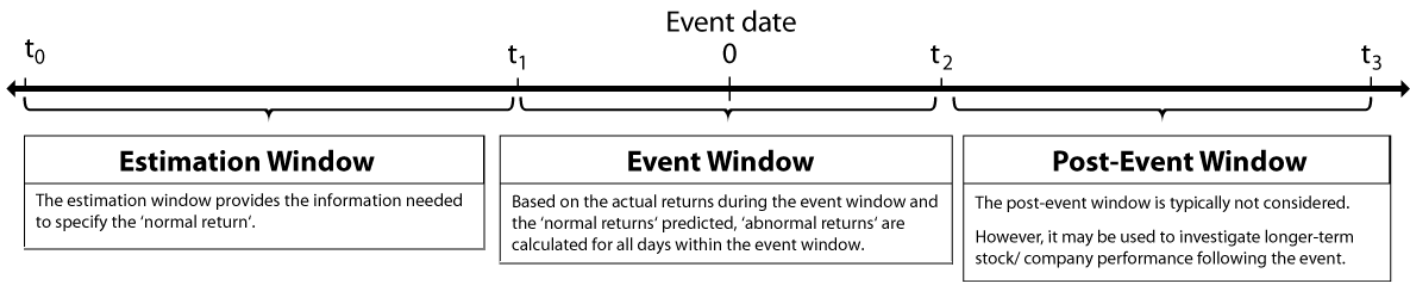 Event date
t0 t1 0 t2 t3
Estimation Window
The estimation window provides the information needed
to specify the ‘normal return‘.
Event Window
Based on the actual returns during the event window and
the ‘normal returns‘ predicted, ‘abnormal returns‘ are
calculated for all days within the event window.
Post-Event Window
The post-event window is typically not considered.
However, it may be used to investigate longer-term
stock/ company performance following the event.